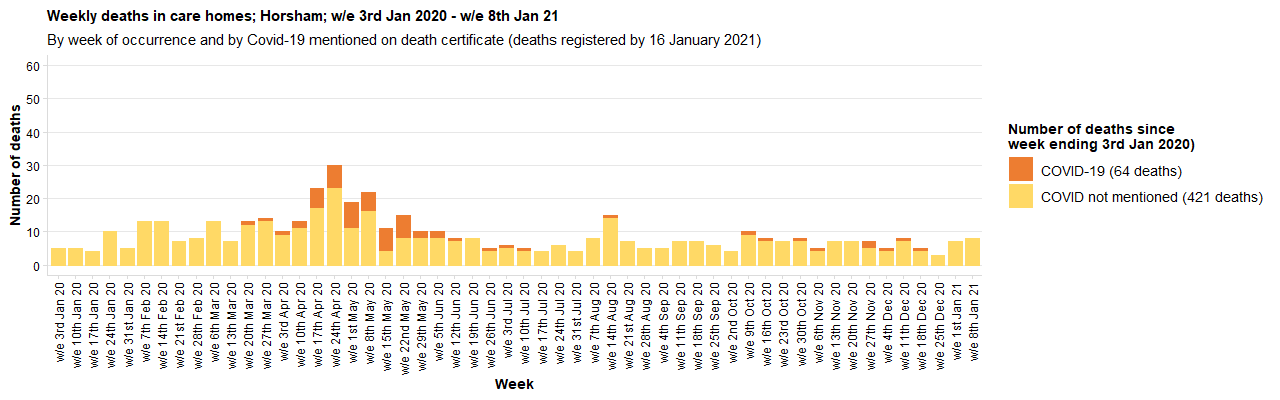 Weekly deaths in care homes; Horsham; w/e 3rd Jan 2020 - w/e 8th Jan 21
By week of occurrence and by Covid-19 mentioned on death certificate (deaths registered by 16 January 2021)
Number of deaths
60
50
40
30
20
10
0
w/e 3rd Jan 20
w/e 10th Jan 20
w/e 17th Jan 20
w/e 24th Jan 20
w/e 31st Jan 20
w/e 7th Feb 20
w/e 14th Feb 20
w/e 21st Feb 20
w/e 28th Feb 20
w/e 6th Mar 20
w/e 13th Mar 20
w/e 20th Mar 20
w/e 27th Mar 20
w/e 3rd Apr 20
w/e 10th Apr 20
w/e 17th Apr 20
w/e 24th Apr 20
w/e 1st May 20
w/e 8th May 20
w/e 15th May 20
w/e 22nd May 20
w/e 29th May 20
w/e 5th Jun 20
w/e 12th Jun 20
w/e 19th Jun 20
w/e 26th Jun 20
w/e 3rd Jul 20
w/e 10th Jul 20
w/e 17th Jul 20
w/e 24th Jul 20
w/e 31st Jul 20
w/e 7th Aug 20
w/e 14th Aug 20
w/e 21st Aug 20
w/e 28th Aug 20
w/e 4th Sep 20
w/e 11th Sep 20
w/e 18th Sep 20
w/e 25th Sep 20
w/e 2nd Oct 20
w/e 9th Oct 20
w/e 16th Oct 20
w/e 23rd Oct 20
w/e 30th Oct 20
w/e 6th Nov 20
w/e 13th Nov 20
w/e 20th Nov 20
w/e 27th Nov 20
w/e 4th Dec 20
w/e 11th Dec 20
w/e 18th Dec 20
w/e 25th Dec 20
w/e 1st Jan 21
w/e 8th Jan 21
Week
Number of deaths since
week ending 3rd Jan 2020)
COVID-19 (64 deaths)
COVID not mentioned (421 deaths)